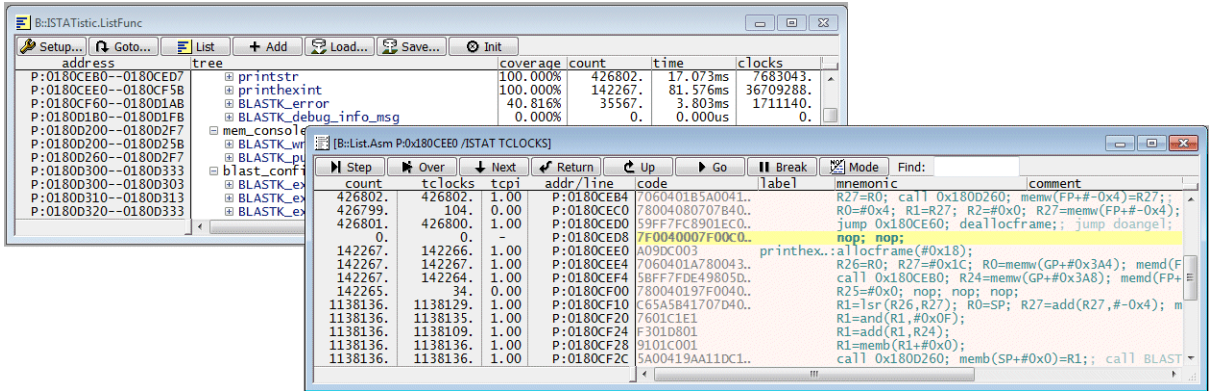 B::ISTATistic.ListFunc
Setup... Goto... List Add Load... Save... Init
address tree coverage count time clocks
P:0180CEB0--0180CED7 printstr 100.000% 426802. 17.073ms 7683043.
P:0180CEE0--0180CF5B printhexint 100.000% 142267. 81.576ms 36709288.
P:0180CF60--0180D1AB BLASTK_error 40.816% 35567. 3.803ms 1711140.
P:0180D1B0--0180D1FB BLASTK_debug_info_msg 0.000% 0. 0.000us 0.
P:0180D200--0180D2F7 mem_console
P:0180D200--0180D25B BLASTK_wr
P:0180D260--0180D2F7 BLASTK_pu
P:0180D300--0180D333 blast_confi
P:0180D300--0180D303 BLASTK_ex
P:0180D310--0180D313 BLASTK_ex
P:0180D320--0180D333 BLASTK_ex
[B::List.Asm P:0x180CEE0 /ISTAT TCLOCKS]
Step Over Next Return Up Go Break Mode Find:
count tclocks tcpi addr/line code label mnemonic comment
426802. 426802. 1.00 P:0180CEB4 7060401B5A0041.. R27=R0; call 0x180D260; memw(FP+#-0x4)=R27;;
426799. 104. 0.00 P:0180CEC0 78004080707B04.. R0=#0x4; R1=R27; R2=#0x0; R27=memw(FP+#-0x4);
426801. 426800. 1.00 P:0180CED0 59FF7FC8901EC0.. jump 0x180CE60; deallocframe;; jump doangel;
0. 0. - P:0180CED8 7F0040007F00C0.. nop; nop;
142267. 142266. 1.00 P:0180CEE0 A09DC003 printhex..:allocframe(#0x18);
142267. 142267. 1.00 P:0180CEE4 7060401A780043.. R26=R0; R27=#0x1C; R0=memw(GP+#0x3A4); memd(F
142267. 142264. 1.00 P:0180CEF4 5BFF7FDE49805D.. call 0x180CEB0; R24=memw(GP+#0x3A8); memd(FP+
142265. 34. 0.00 P:0180CF00 780040197F0040.. R25=#0x0; nop; nop; nop;
1138136. 1138129. 1.00 P:0180CF10 C65A5B41707D40.. R1=lsr(R26,R27); R0=SP; R27=add(R27,#-0x4); m
1138136. 1138135. 1.00 P:0180CF20 7601C1E1 R1=and(R1,#0x0F);
1138136. 1138109. 1.00 P:0180CF24 F301D801 R1=add(R1,R24);
1138136. 1138136. 1.00 P:0180CF28 9101C001 R1=memb(R1+#0x0);
1138136. 1138136. 1.00 P:0180CF2C 5A00419AA11DC1.. call 0x180D260; memb(SP+#0x0)=R1;; call BLAST